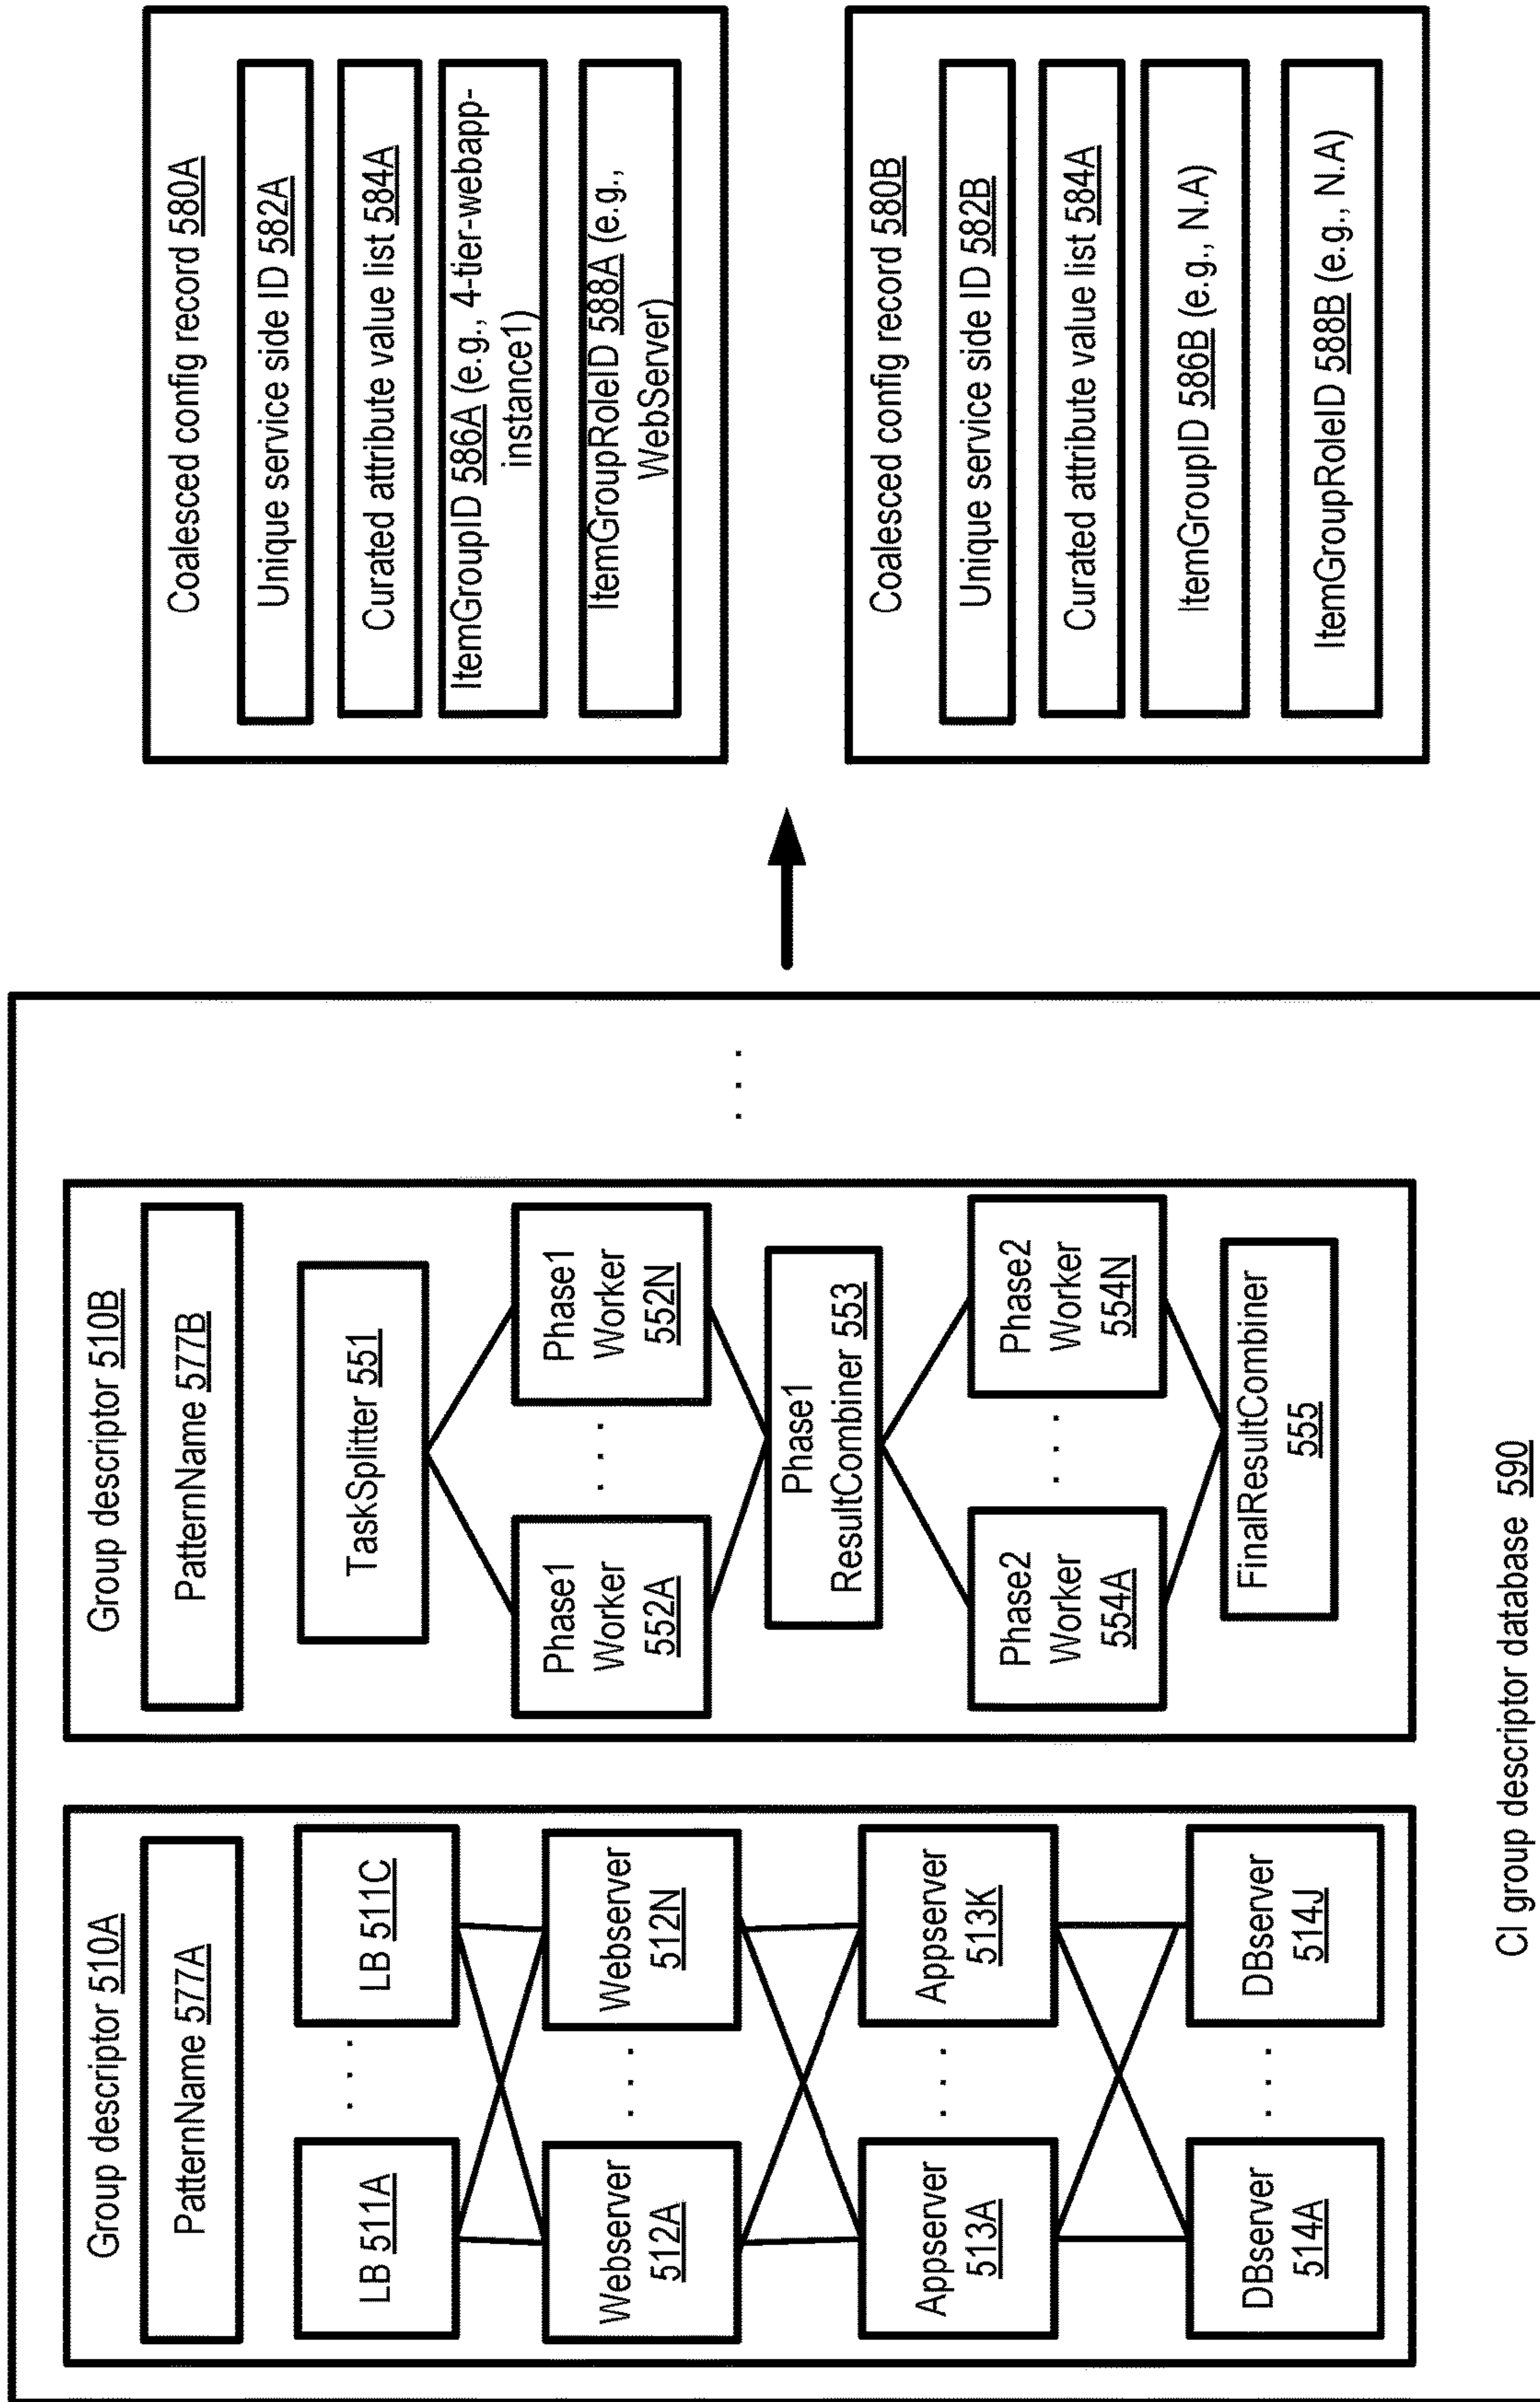 Group descriptor 510A
PatternName 577A
LB 511A
. . .
LB 511C
Webserver
512A
. . .
Webserver
512N
Appserver
513A
. . .
Appserver
513K
DBserver
514A
. . .
DBserver
514J
Group descriptor 510B
PatternName 577B
TaskSplitter 551
Phase1
Worker
552A
. . .
Phase1
Worker
552N
Phase1
ResultCombiner 553
Phase2
Worker
554A
. . .
Phase2
Worker
554N
FinalResultCombiner
555
. . .
CI group descriptor database 590
Coalesced config record 580A
Unique service side ID 582A
Curated attribute value list 584A
ItemGroupID 586A (e.g., 4-tier-webapp-
instance1)
ItemGroupRoleID 588A (e.g.,
WebServer)
Coalesced config record 580B
Unique service side ID 582B
Curated attribute value list 584A
ItemGroupID 586B (e.g., N.A)
ItemGroupRoleID 588B (e.g., N.A)